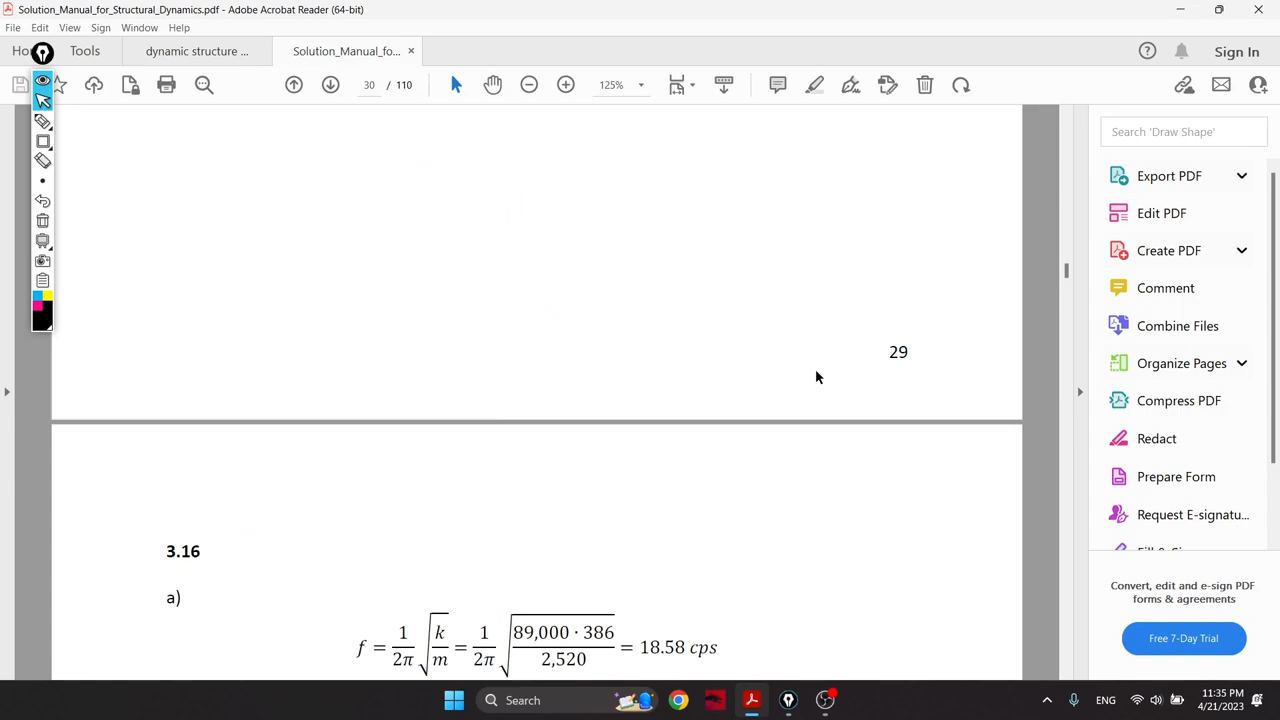 Solution_Manual_for_Structural_Dynamics.pdf - Adobe Acrobat Reader (64-bit)
File Edit View Sign Window Help
Tools dynamic structure ... Solution_Manual_fo... × Sign In
30 / 110 125%
Search 'Draw Shape'
Export PDF
Edit PDF
Create PDF
Comment
Combine Files
Organize Pages
Compress PDF
Redact
Prepare Form
Request E-signatu...
Convert, edit and e-sign PDF
forms & agreements
Free 7-Day Trial
29
3.16
a)
f = 1/2π √k/m = 1/2π √89,000 · 386/2,520 = 18.58 cps
Search
ENG
11:35 PM
4/21/2023